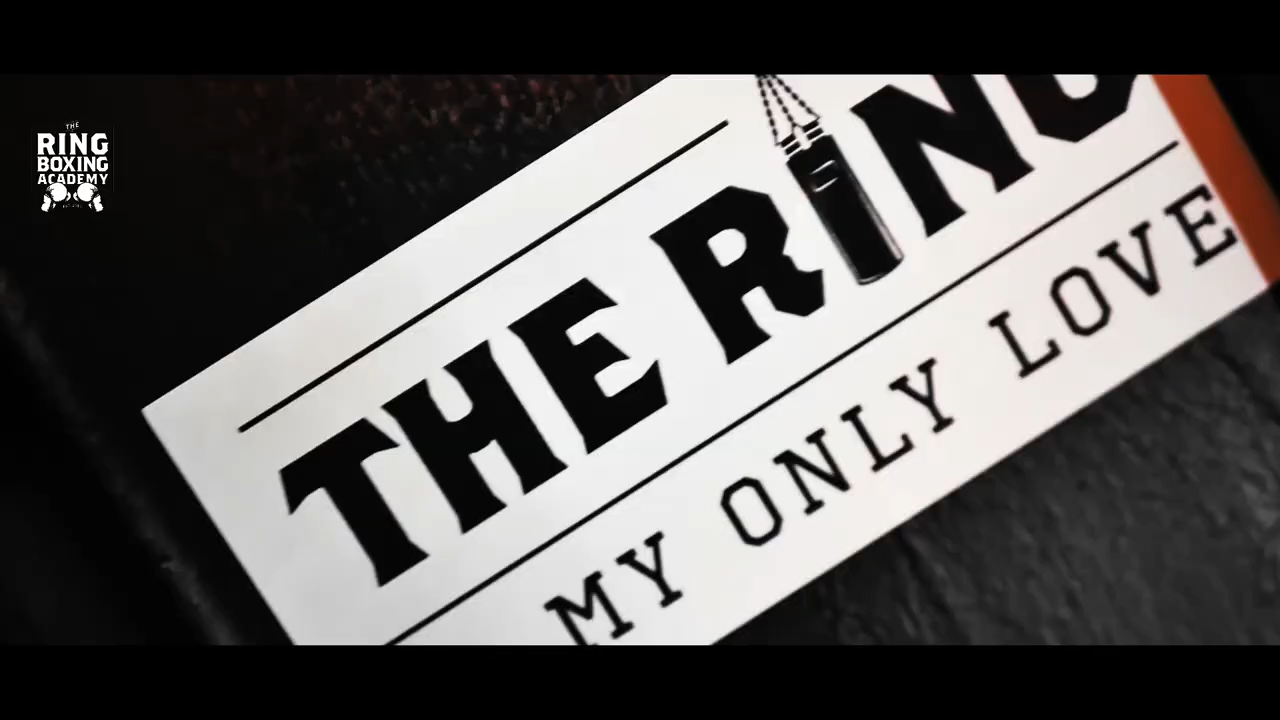 THE
RING
BOXING
ACADEMY
THE RING
MY ONLY LOVE